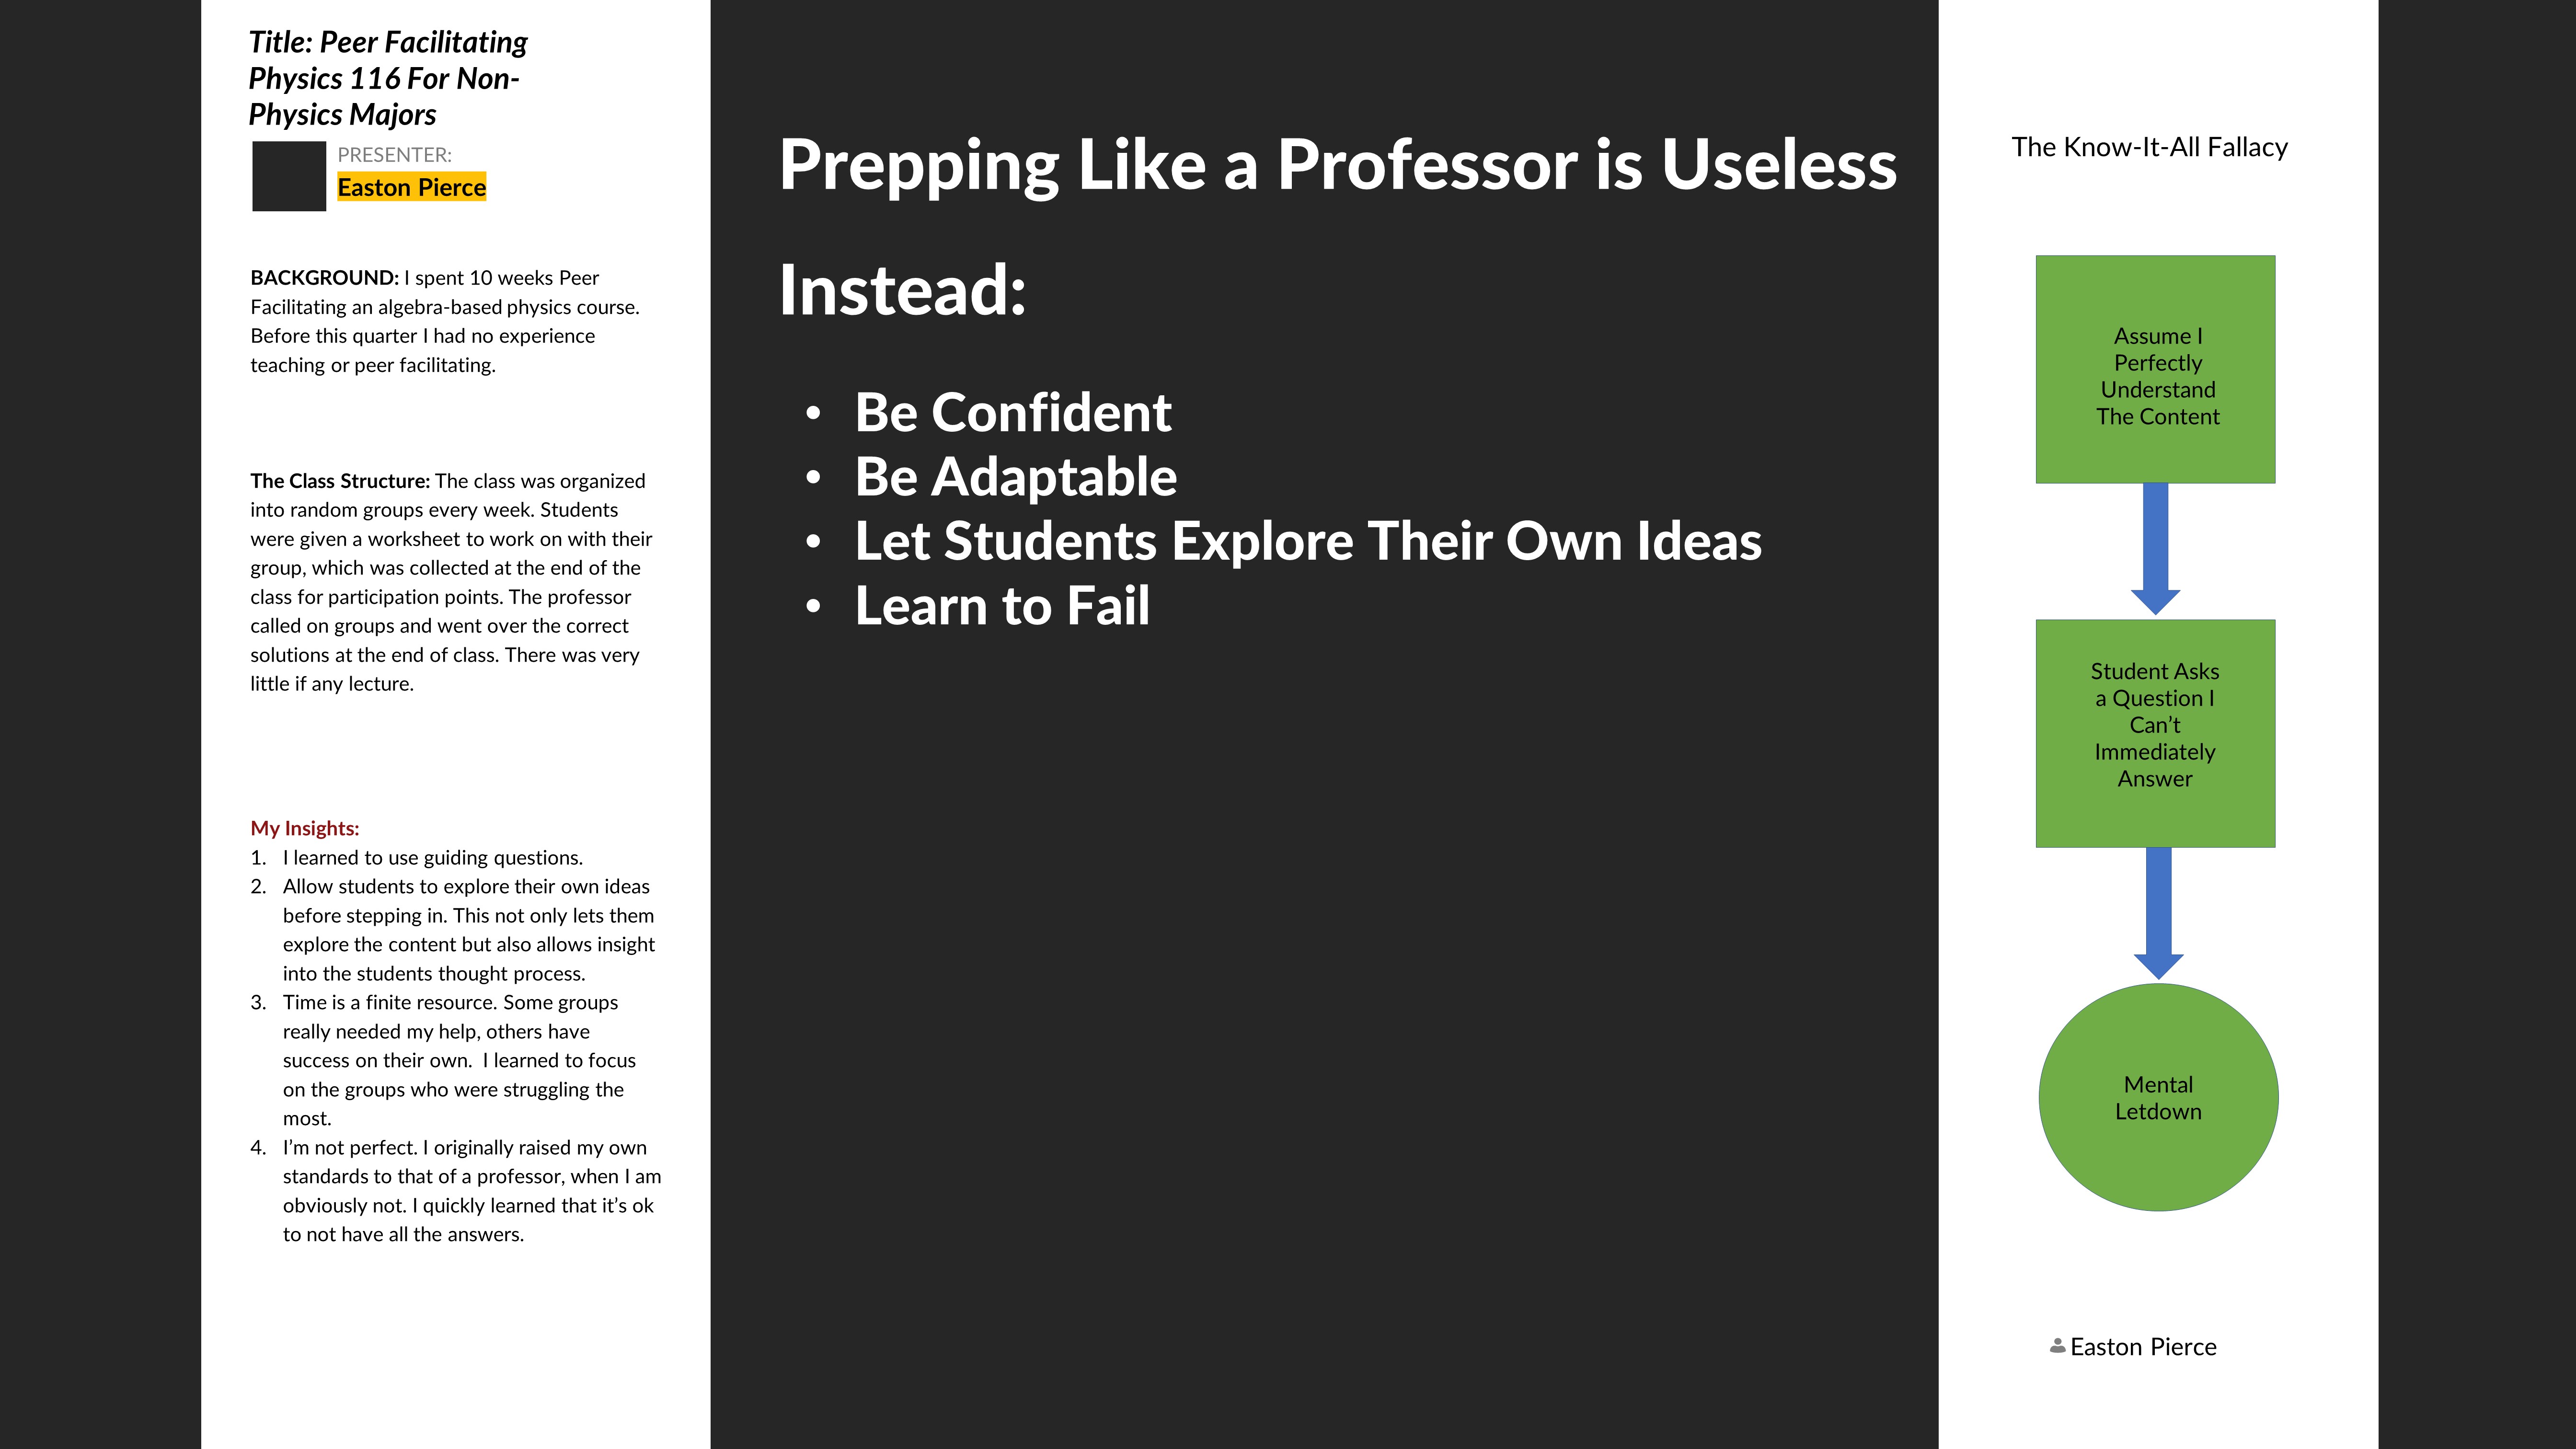 Title: Peer Facilitating
Physics 116 For Non-
Physics Majors
PRESENTER:
Easton Pierce
BACKGROUND: I spent 10 weeks Peer
Facilitating an algebra-based physics course.
Before this quarter I had no experience
teaching or peer facilitating.
The Class Structure: The class was organized
into random groups every week. Students
were given a worksheet to work on with their
group, which was collected at the end of the
class for participation points. The professor
called on groups and went over the correct
solutions at the end of class. There was very
little if any lecture.
My Insights:
1. I learned to use guiding questions.
2. Allow students to explore their own ideas
before stepping in. This not only lets them
explore the content but also allows insight
into the students thought process.
3. Time is a finite resource. Some groups
really needed my help, others have
success on their own.  I learned to focus
on the groups who were struggling the
most.
4. I’m not perfect. I originally raised my own
standards to that of a professor, when I am
obviously not. I quickly learned that it’s ok
to not have all the answers.
Prepping Like a Professor is Useless
Instead:
• Be Confident
• Be Adaptable
• Let Students Explore Their Own Ideas
• Learn to Fail
The Know-It-All Fallacy
Assume I
Perfectly
Understand
The Content
Student Asks
a Question I
Can’t
Immediately
Answer
Mental
Letdown
Easton Pierce